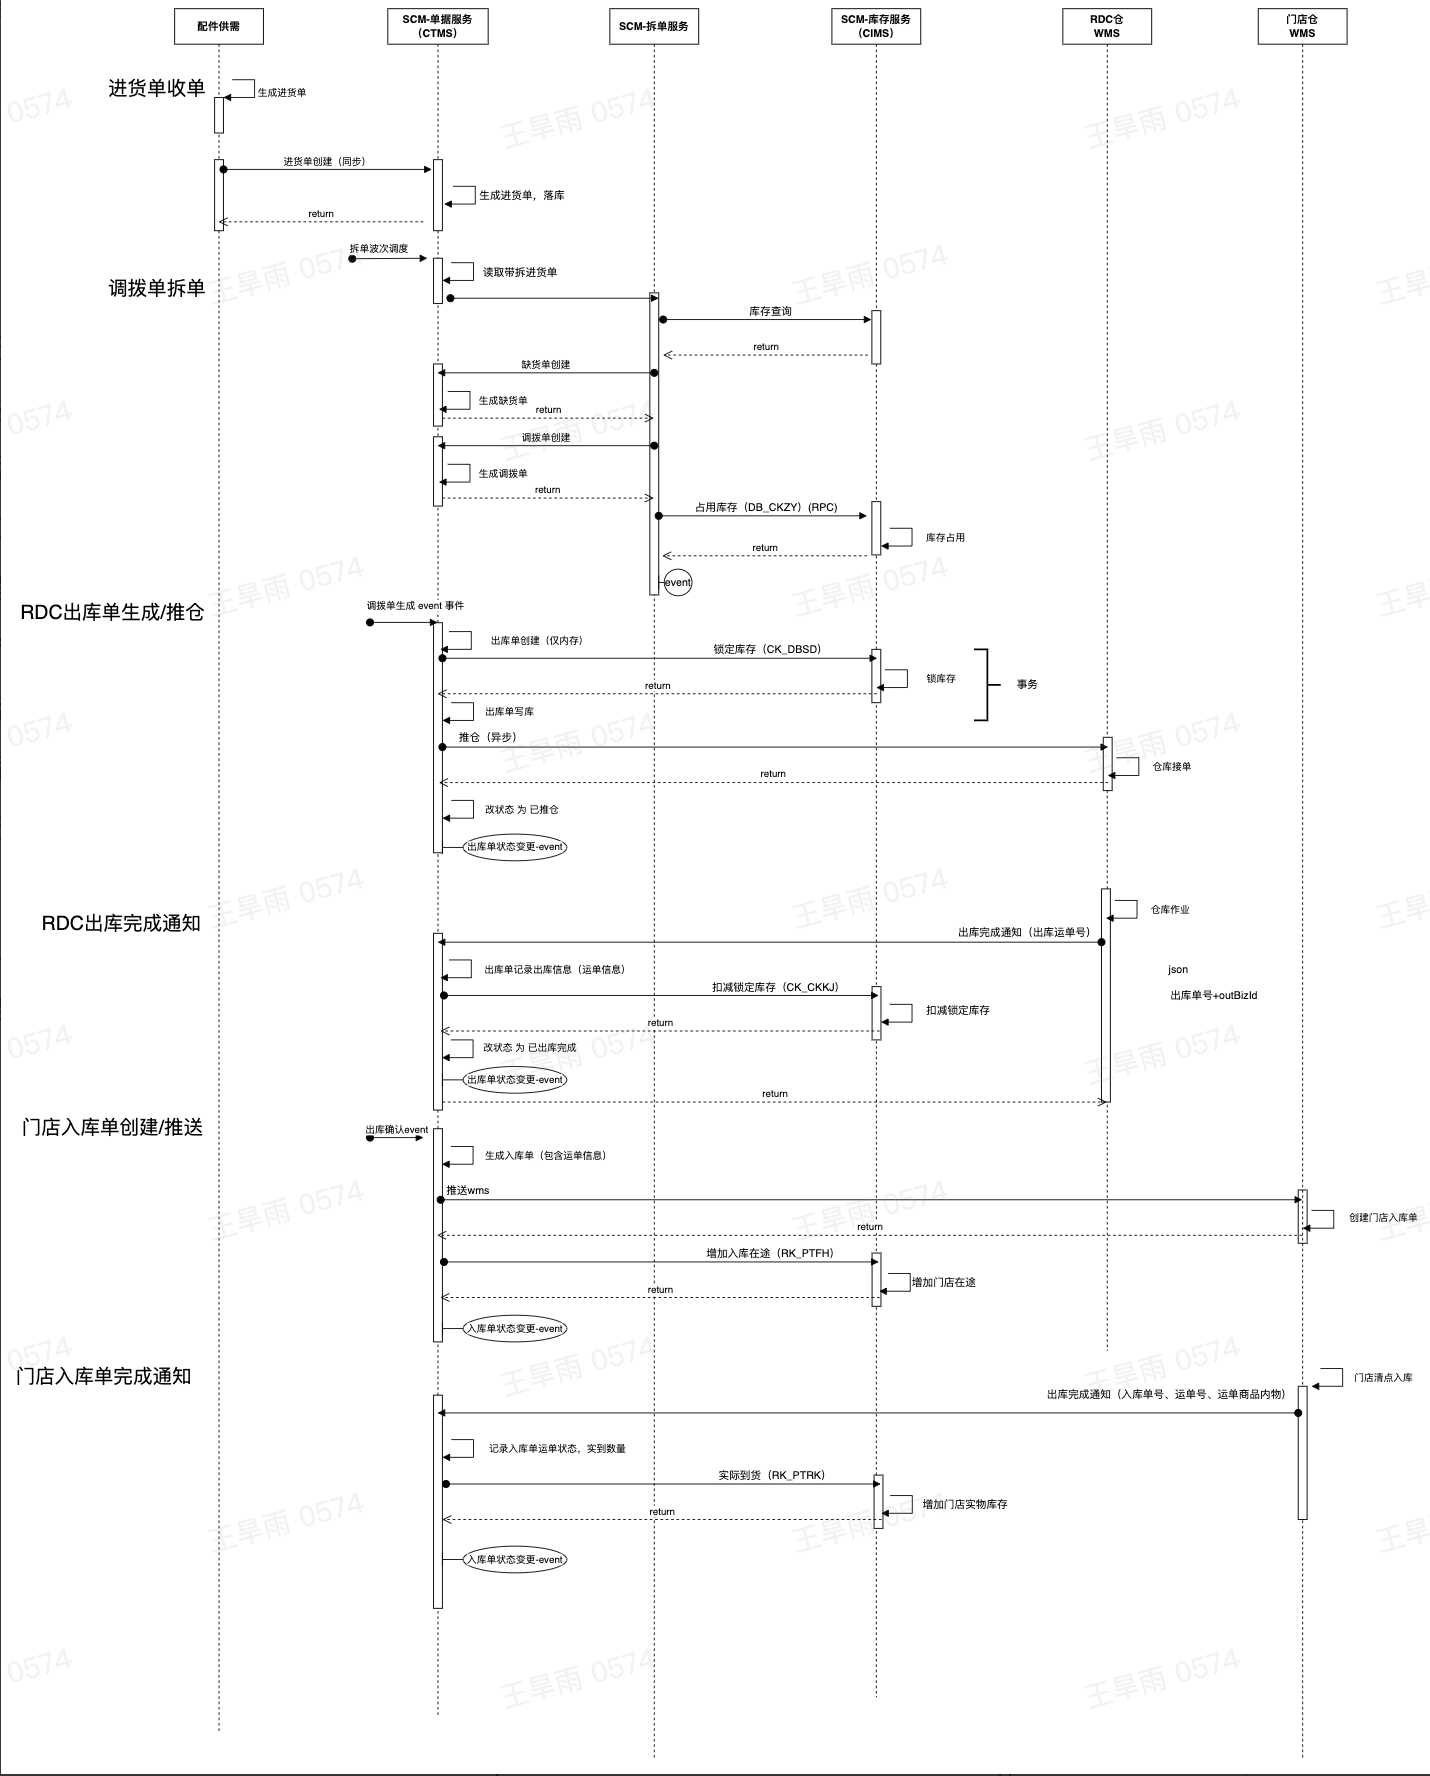 配件供需
SCM-单据服务
（CTMS）
SCM-拆单服务
SCM-库存服务
（CIMS）
RDC仓
WMS
门店仓
WMS
进货单收单
生成进货单
进货单创建（同步）
生成进货单，落库
return
拆单波次调度
读取带拆进货单
调拨单拆单
库存查询
return
缺货单创建
生成缺货单
return
调拨单创建
生成调拨单
return
占用库存（DB_CKZY）(RPC)
库存占用
return
event
RDC出库单生成/推仓
调拨单生成 event 事件
出库单创建（仅内存）
锁定库存（CK_DBSD）
锁库存
事务
return
出库单写库
推仓（异步）
仓库接单
return
改状态 为 已推仓
出库单状态变更-event
RDC出库完成通知
仓库作业
出库完成通知（出库运单号）
出库单记录出库信息（运单信息）
json
扣减锁定库存（CK_CKKJ）
出库单号+outBizId
扣减锁定库存
return
改状态 为 已出库完成
出库单状态变更-event
return
门店入库单创建/推送
出库确认event
生成入库单（包含运单信息）
推送wms
创建门店入库单
return
增加入库在途（RK_PTFH）
增加门店在途
return
入库单状态变更-event
门店入库单完成通知
门店清点入库
出库完成通知（入库单号、运单号、运单商品内物）
记录入库单运单状态，实到数量
实际到货（RK_PTRK）
增加门店实物库存
return
入库单状态变更-event
王旱雨 0574